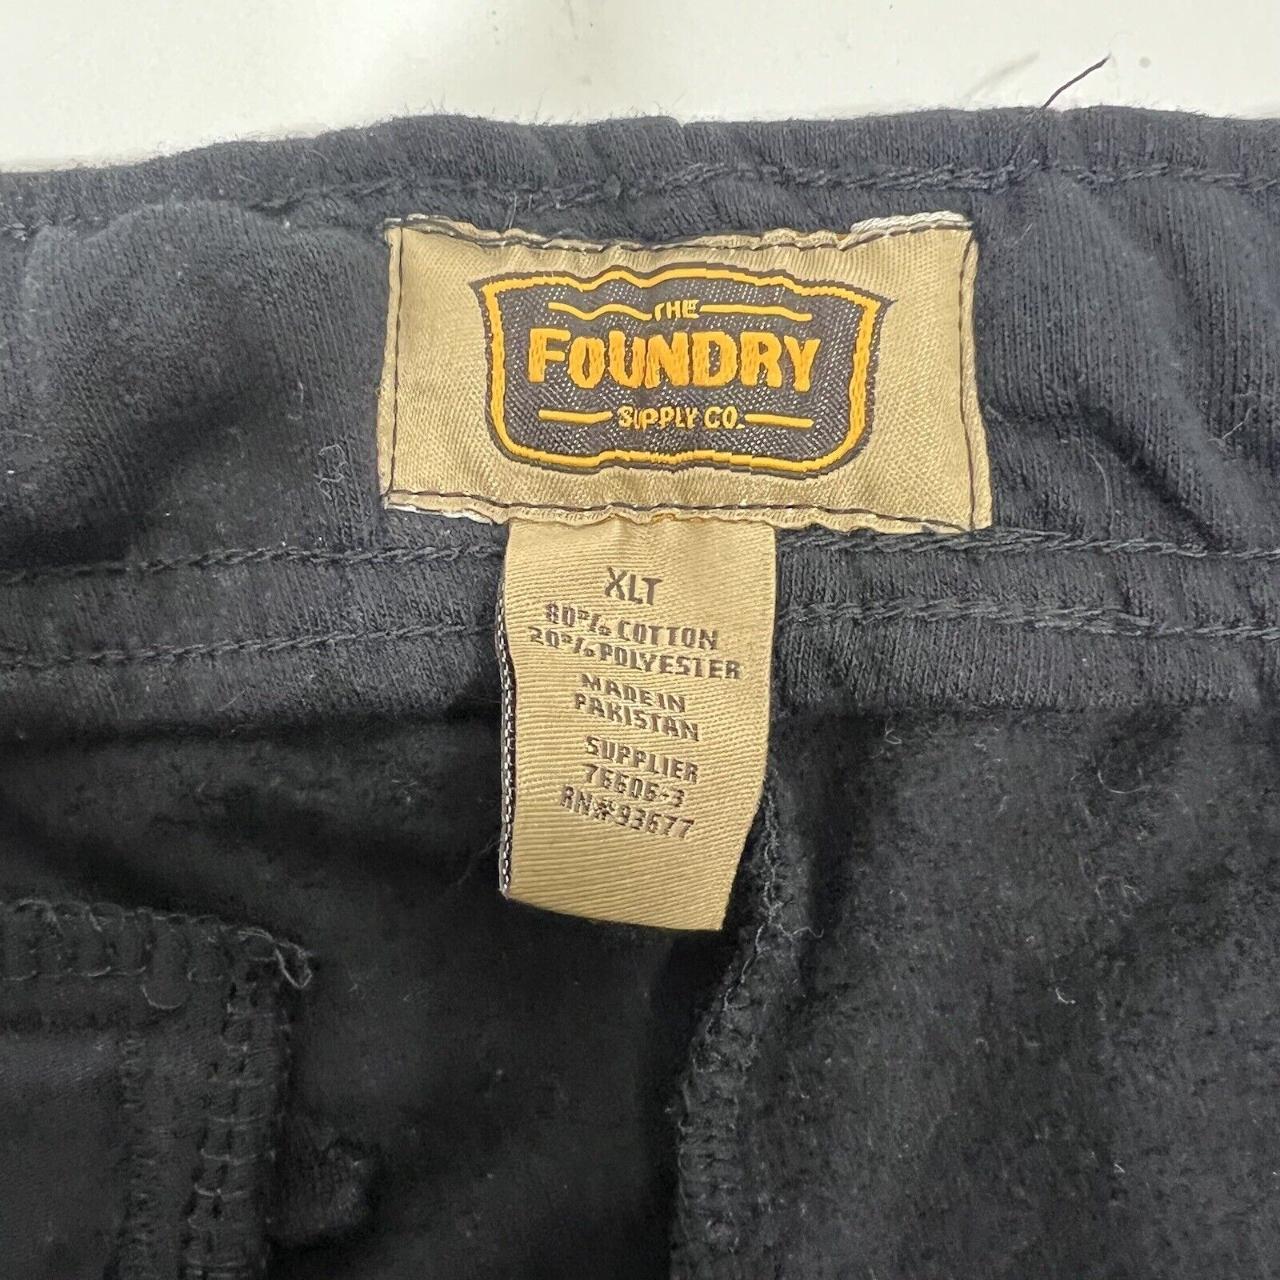 THE
FOUNDRY
SUPPLY CO.
XLT
80% COTTON
20% POLYESTER
MADE IN
PAKISTAN
SUPPLIER
76606-3
RN#93677